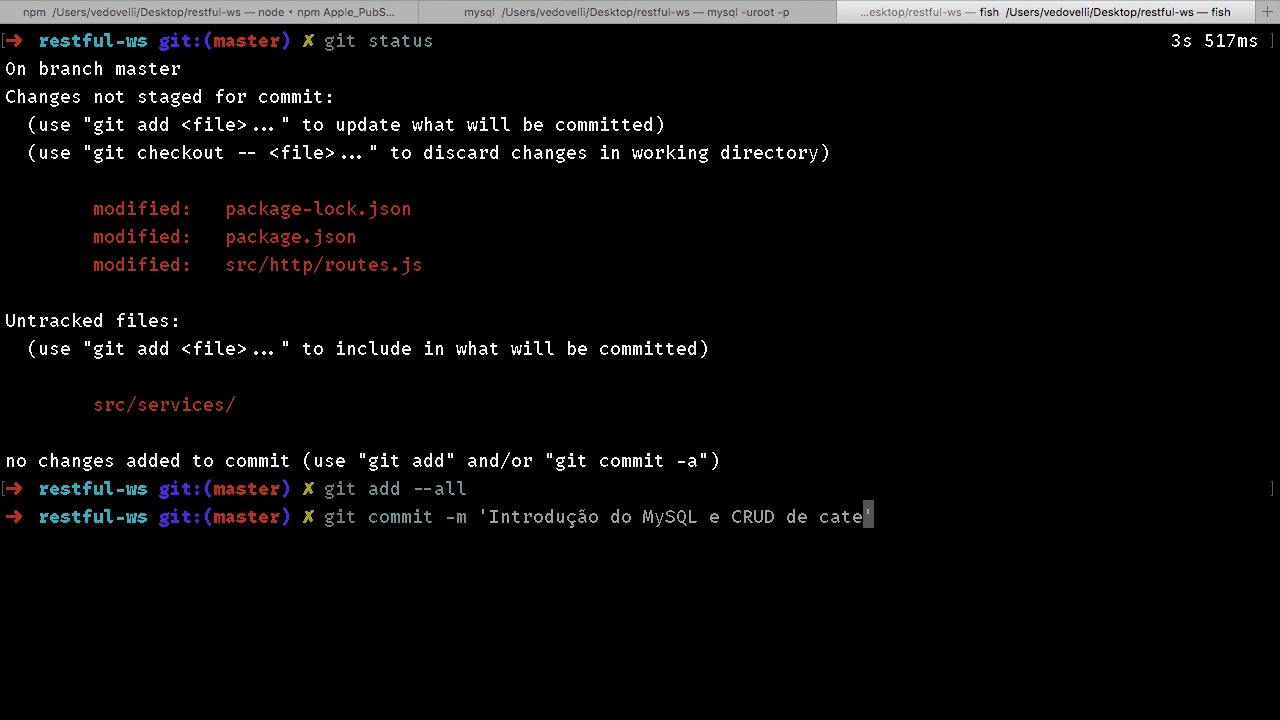 npm /Users/vedovelli/Desktop/restful-ws — node • npm Apple_PubS... mysql /Users/vedovelli/Desktop/restful-ws — mysql -uroot -p ...esktop/restful-ws — fish /Users/vedovelli/Desktop/restful-ws — fish +
[➜ restful-ws git:(master) ✗ git status 3s 517ms ]
On branch master
Changes not staged for commit:
(use "git add <file>..." to update what will be committed)
(use "git checkout -- <file>..." to discard changes in working directory)
modified: package-lock.json
modified: package.json
modified: src/http/routes.js
Untracked files:
(use "git add <file>..." to include in what will be committed)
src/services/
no changes added to commit (use "git add" and/or "git commit -a")
[➜ restful-ws git:(master) ✗ git add --all ]
➜ restful-ws git:(master) ✗ git commit -m 'Introdução do MySQL e CRUD de cate'